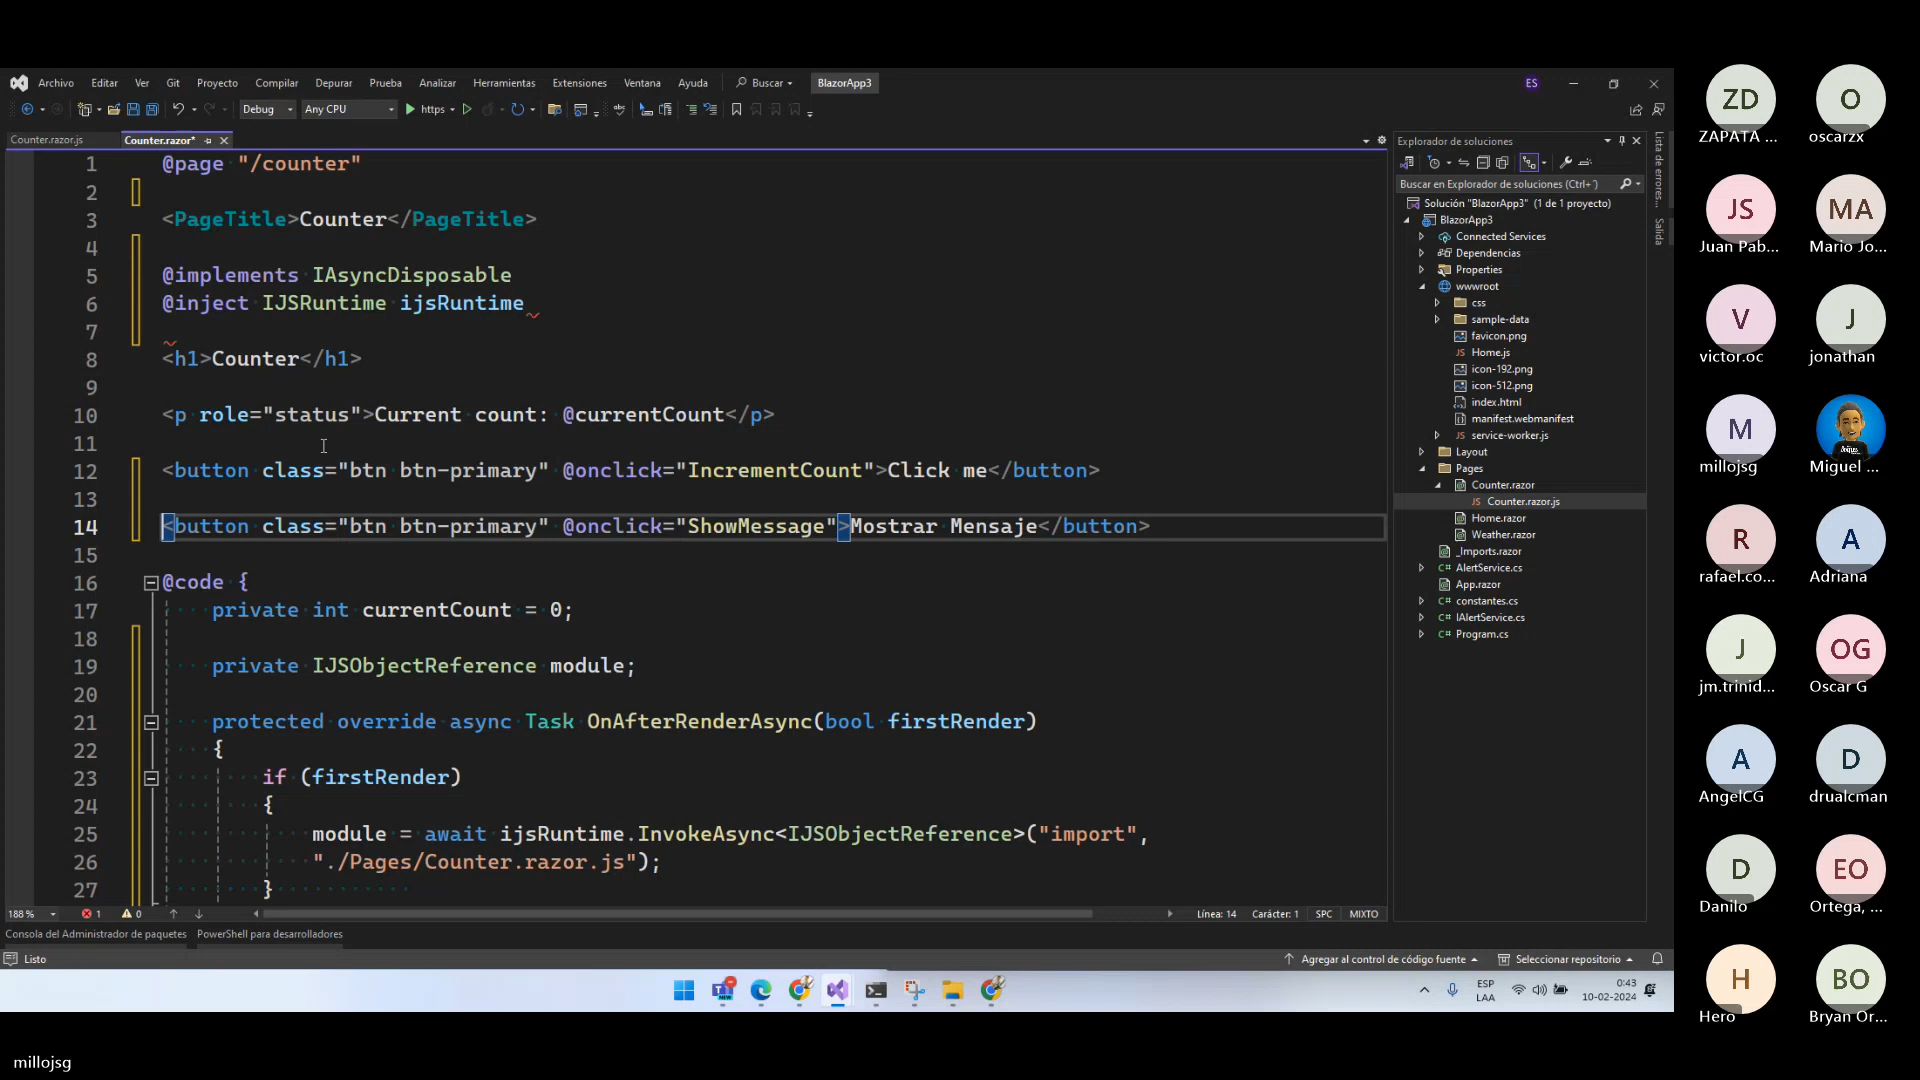 Archivo Editar Ver Git Proyecto Compilar Depurar Prueba Analizar Herramientas Extensiones Ventana Ayuda Buscar BlazorApp3 ES
Debug Any CPU https
Counter.razor.js Counter.razor*
1 @page "/counter"
2
3 <PageTitle>Counter</PageTitle>
4
5 @implements IAsyncDisposable
6 @inject IJSRuntime ijsRuntime
7
8 <h1>Counter</h1>
9
10 <p role="status">Current count: @currentCount</p>
11
12 <button class="btn btn-primary" @onclick="IncrementCount">Click me</button>
13
14 <button class="btn btn-primary" @onclick="ShowMessage">Mostrar Mensaje</button>
15
16 @code {
17 private int currentCount = 0;
18
19 private IJSObjectReference module;
20
21 protected override async Task OnAfterRenderAsync(bool firstRender)
22 {
23 if (firstRender)
24 {
25 module = await ijsRuntime.InvokeAsync<IJSObjectReference>("import",
26 "./Pages/Counter.razor.js");
27 }
188 % 1 0 Línea: 14 Carácter: 1 SPC MIXTO
Consola del Administrador de paquetes PowerShell para desarrolladores
Listo Agregar al control de código fuente Seleccionar repositorio
Explorador de soluciones
Buscar en Explorador de soluciones (Ctrl+¨)
Solución "BlazorApp3" (1 de 1 proyecto)
BlazorApp3
Connected Services
Dependencias
Properties
wwwroot
css
sample-data
favicon.png
JS Home.js
icon-192.png
icon-512.png
index.html
manifest.webmanifest
JS service-worker.js
Layout
Pages
Counter.razor
JS Counter.razor.js
Home.razor
Weather.razor
_Imports.razor
C# AlertService.cs
App.razor
C# constantes.cs
C# IAlertService.cs
C# Program.cs
Lista de errores...
Salida
NEW
ESP
LAA
0:43
10-02-2024
ZD O
ZAPATA ... oscarzx
JS MA
Juan Pab... Mario Jo...
V J
victor.oc jonathan
M
millojsg Miguel ...
R A
rafael.co... Adriana
J OG
jm.trinid... Oscar G
A D
AngelCG drualcman
D EO
Danilo Ortega, ...
H BO
Hero Bryan Or...
millojsg